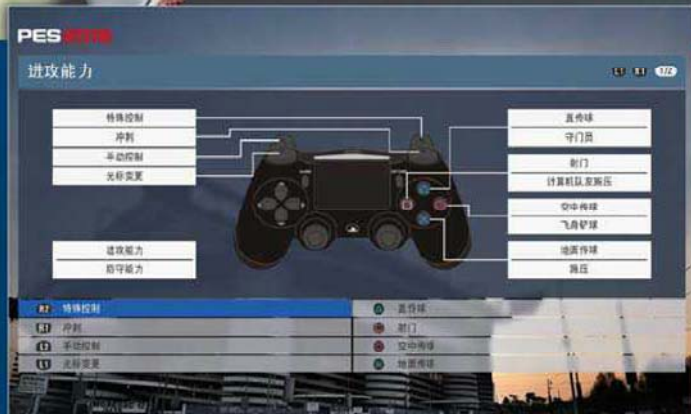 PES 2018
进攻能力
L1 R1 1/2
特殊控制
冲刺
手动控制
光标变更
进攻能力
防守能力
直传球
守门员
射门
计算机队友施压
空中传球
飞身铲球
地面传球
施压
R2 特殊控制
直传球
R1 冲刺
射门
L2 手动控制
空中传球
L1 光标变更
地面传球